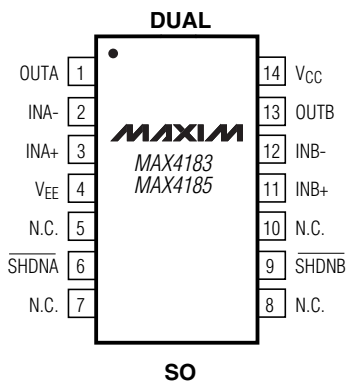 DUAL
OUTA 1
INA- 2
INA+ 3
VEE 4
N.C. 5
SHDNA 6
N.C. 7
MAXIM
MAX4183
MAX4185
14 VCC
13 OUTB
12 INB-
11 INB+
10 N.C.
9 SHDNB
8 N.C.
SO